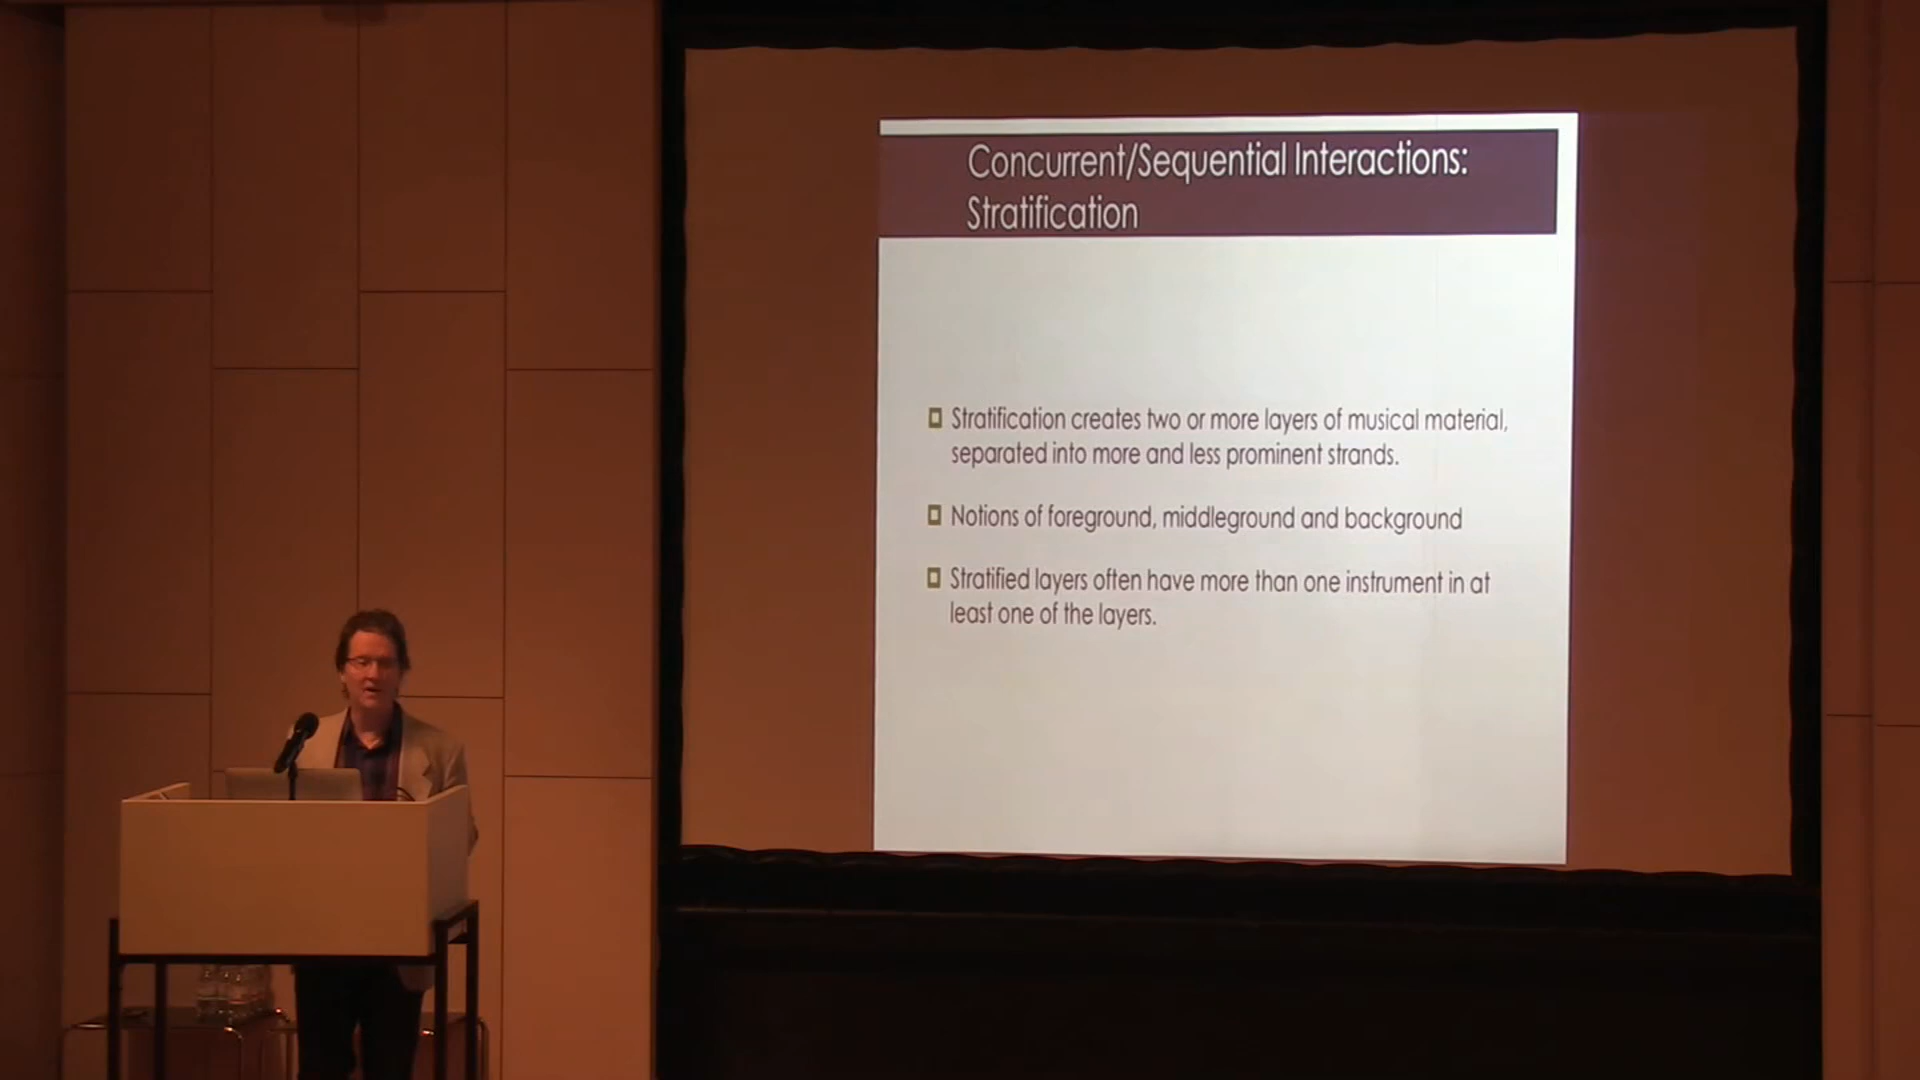 Concurrent/Sequential Interactions:
Stratification
Stratification creates two or more layers of musical material,
separated into more and less prominent strands.
Notions of foreground, middleground and background
Stratified layers often have more than one instrument in at
least one of the layers.